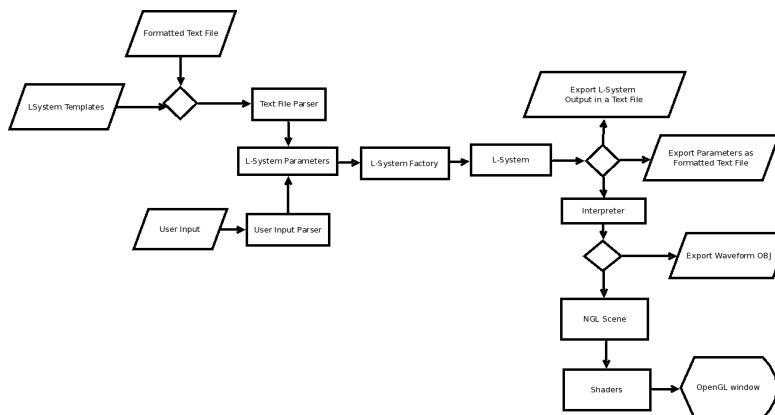 Formatted Text File
LSystem Templates
Text File Parser
Export L-System
Output in a Text File
L-System Parameters
L-System Factory
L-System
Export Parameters as
Formatted Text File
User Input
User Input Parser
Interpreter
Export Waveform OBJ
NGL Scene
Shaders
OpenGL window